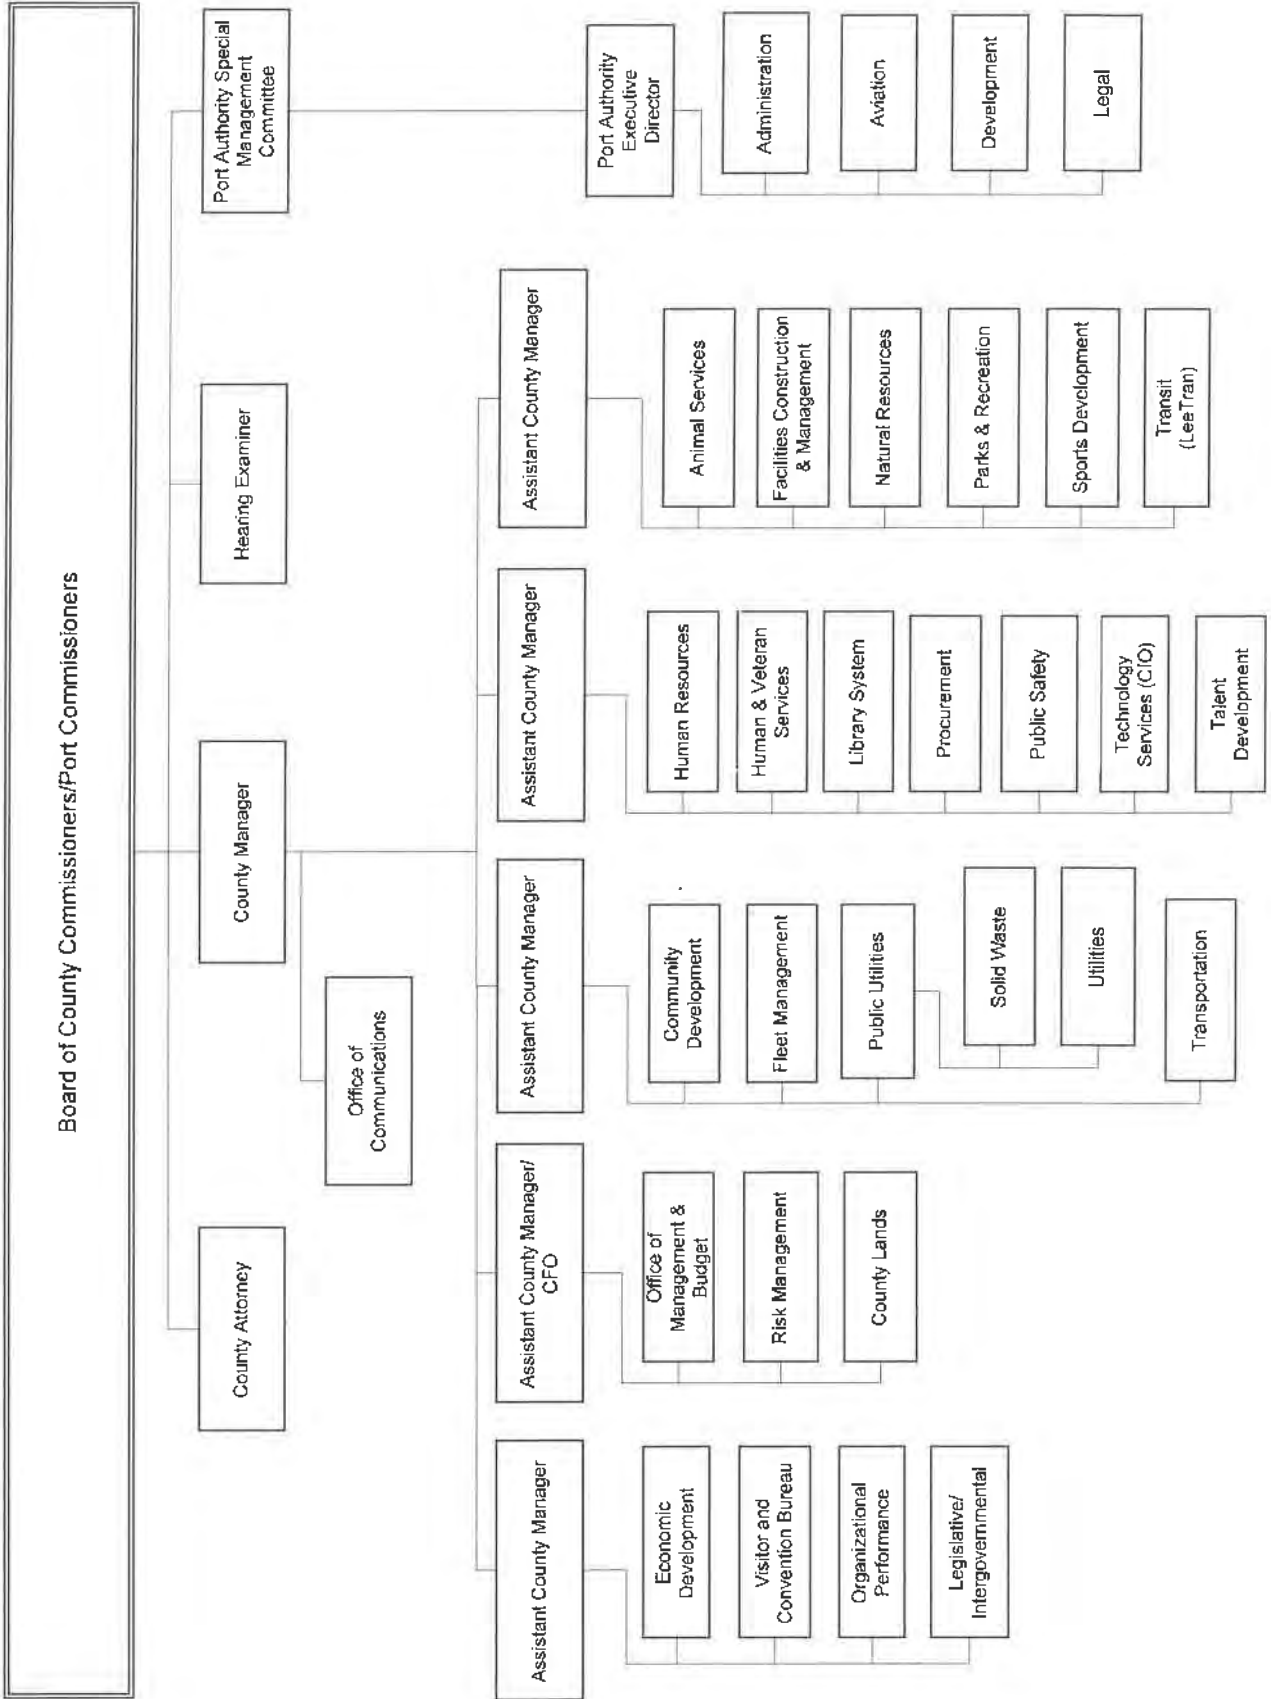 Board of County Commissioners/Port Commissioners
County Attorney
County Manager
Hearing Examiner
Port Authority Special
Management
Committee
Office of
Communications
Assistant County Manager
Economic
Development
Visitor and
Convention Bureau
Organizational
Performance
Legislative/
Intergovernmental
Assistant County Manager/
CFO
Office of
Management &
Budget
Risk Management
County Lands
Assistant County Manager
Community
Development
Fleet Management
Public Utilities
Solid Waste
Utilities
Transportation
Assistant County Manager
Human Resources
Human & Veteran
Services
Library System
Procurement
Public Safety
Technology
Services (CIO)
Talent
Development
Assistant County Manager
Animal Services
Facilities Construction
& Management
Natural Resources
Parks & Recreation
Sports Development
Transit
(LeeTran)
Port Authority
Executive
Director
Administration
Aviation
Development
Legal